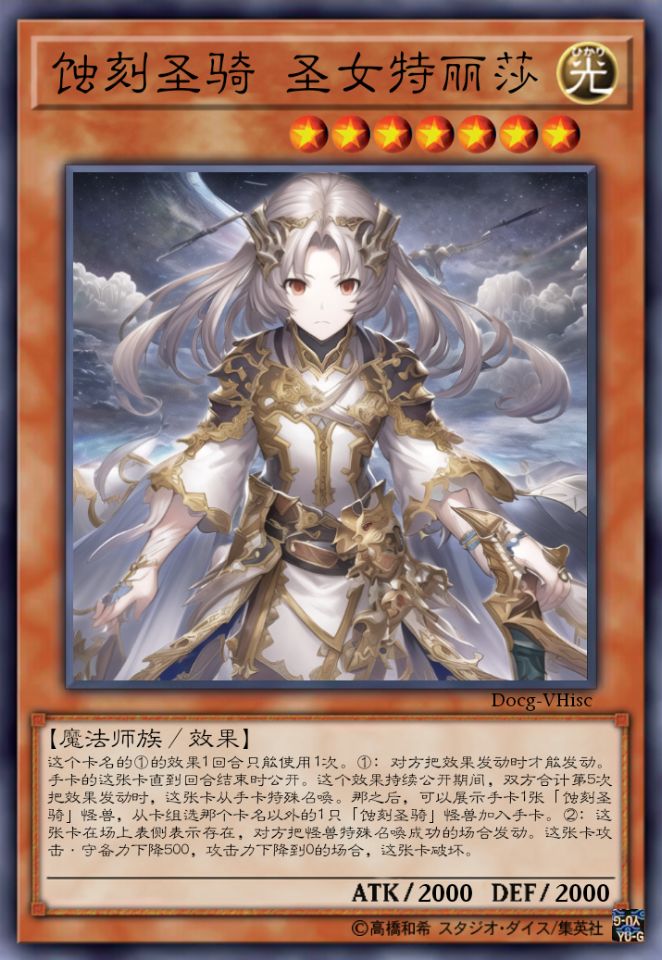 蚀刻圣骑 圣女特丽莎
ひかり
光
Docg-VHisc
【魔法师族／效果】
这个卡名的①的效果1回合只能使用1次。①：对方把效果发动时才能发动。
手卡的这张卡直到回合结束时公开。这个效果持续公开期间，双方合计第5次
把效果发动时，这张卡从手卡特殊召唤。那之后，可以展示手卡1张「蚀刻圣
骑」怪兽，从卡组选那个卡名以外的1只「蚀刻圣骑」怪兽加入手卡。②：这
张卡在场上表侧表示存在，对方把怪兽特殊召唤成功的场合发动。这张卡攻
击·守备力下降500，攻击力下降到0的场合，这张卡破坏。
ATK/2000 DEF/2000
©高橋和希 スタジオ・ダイス/集英社
YU-G